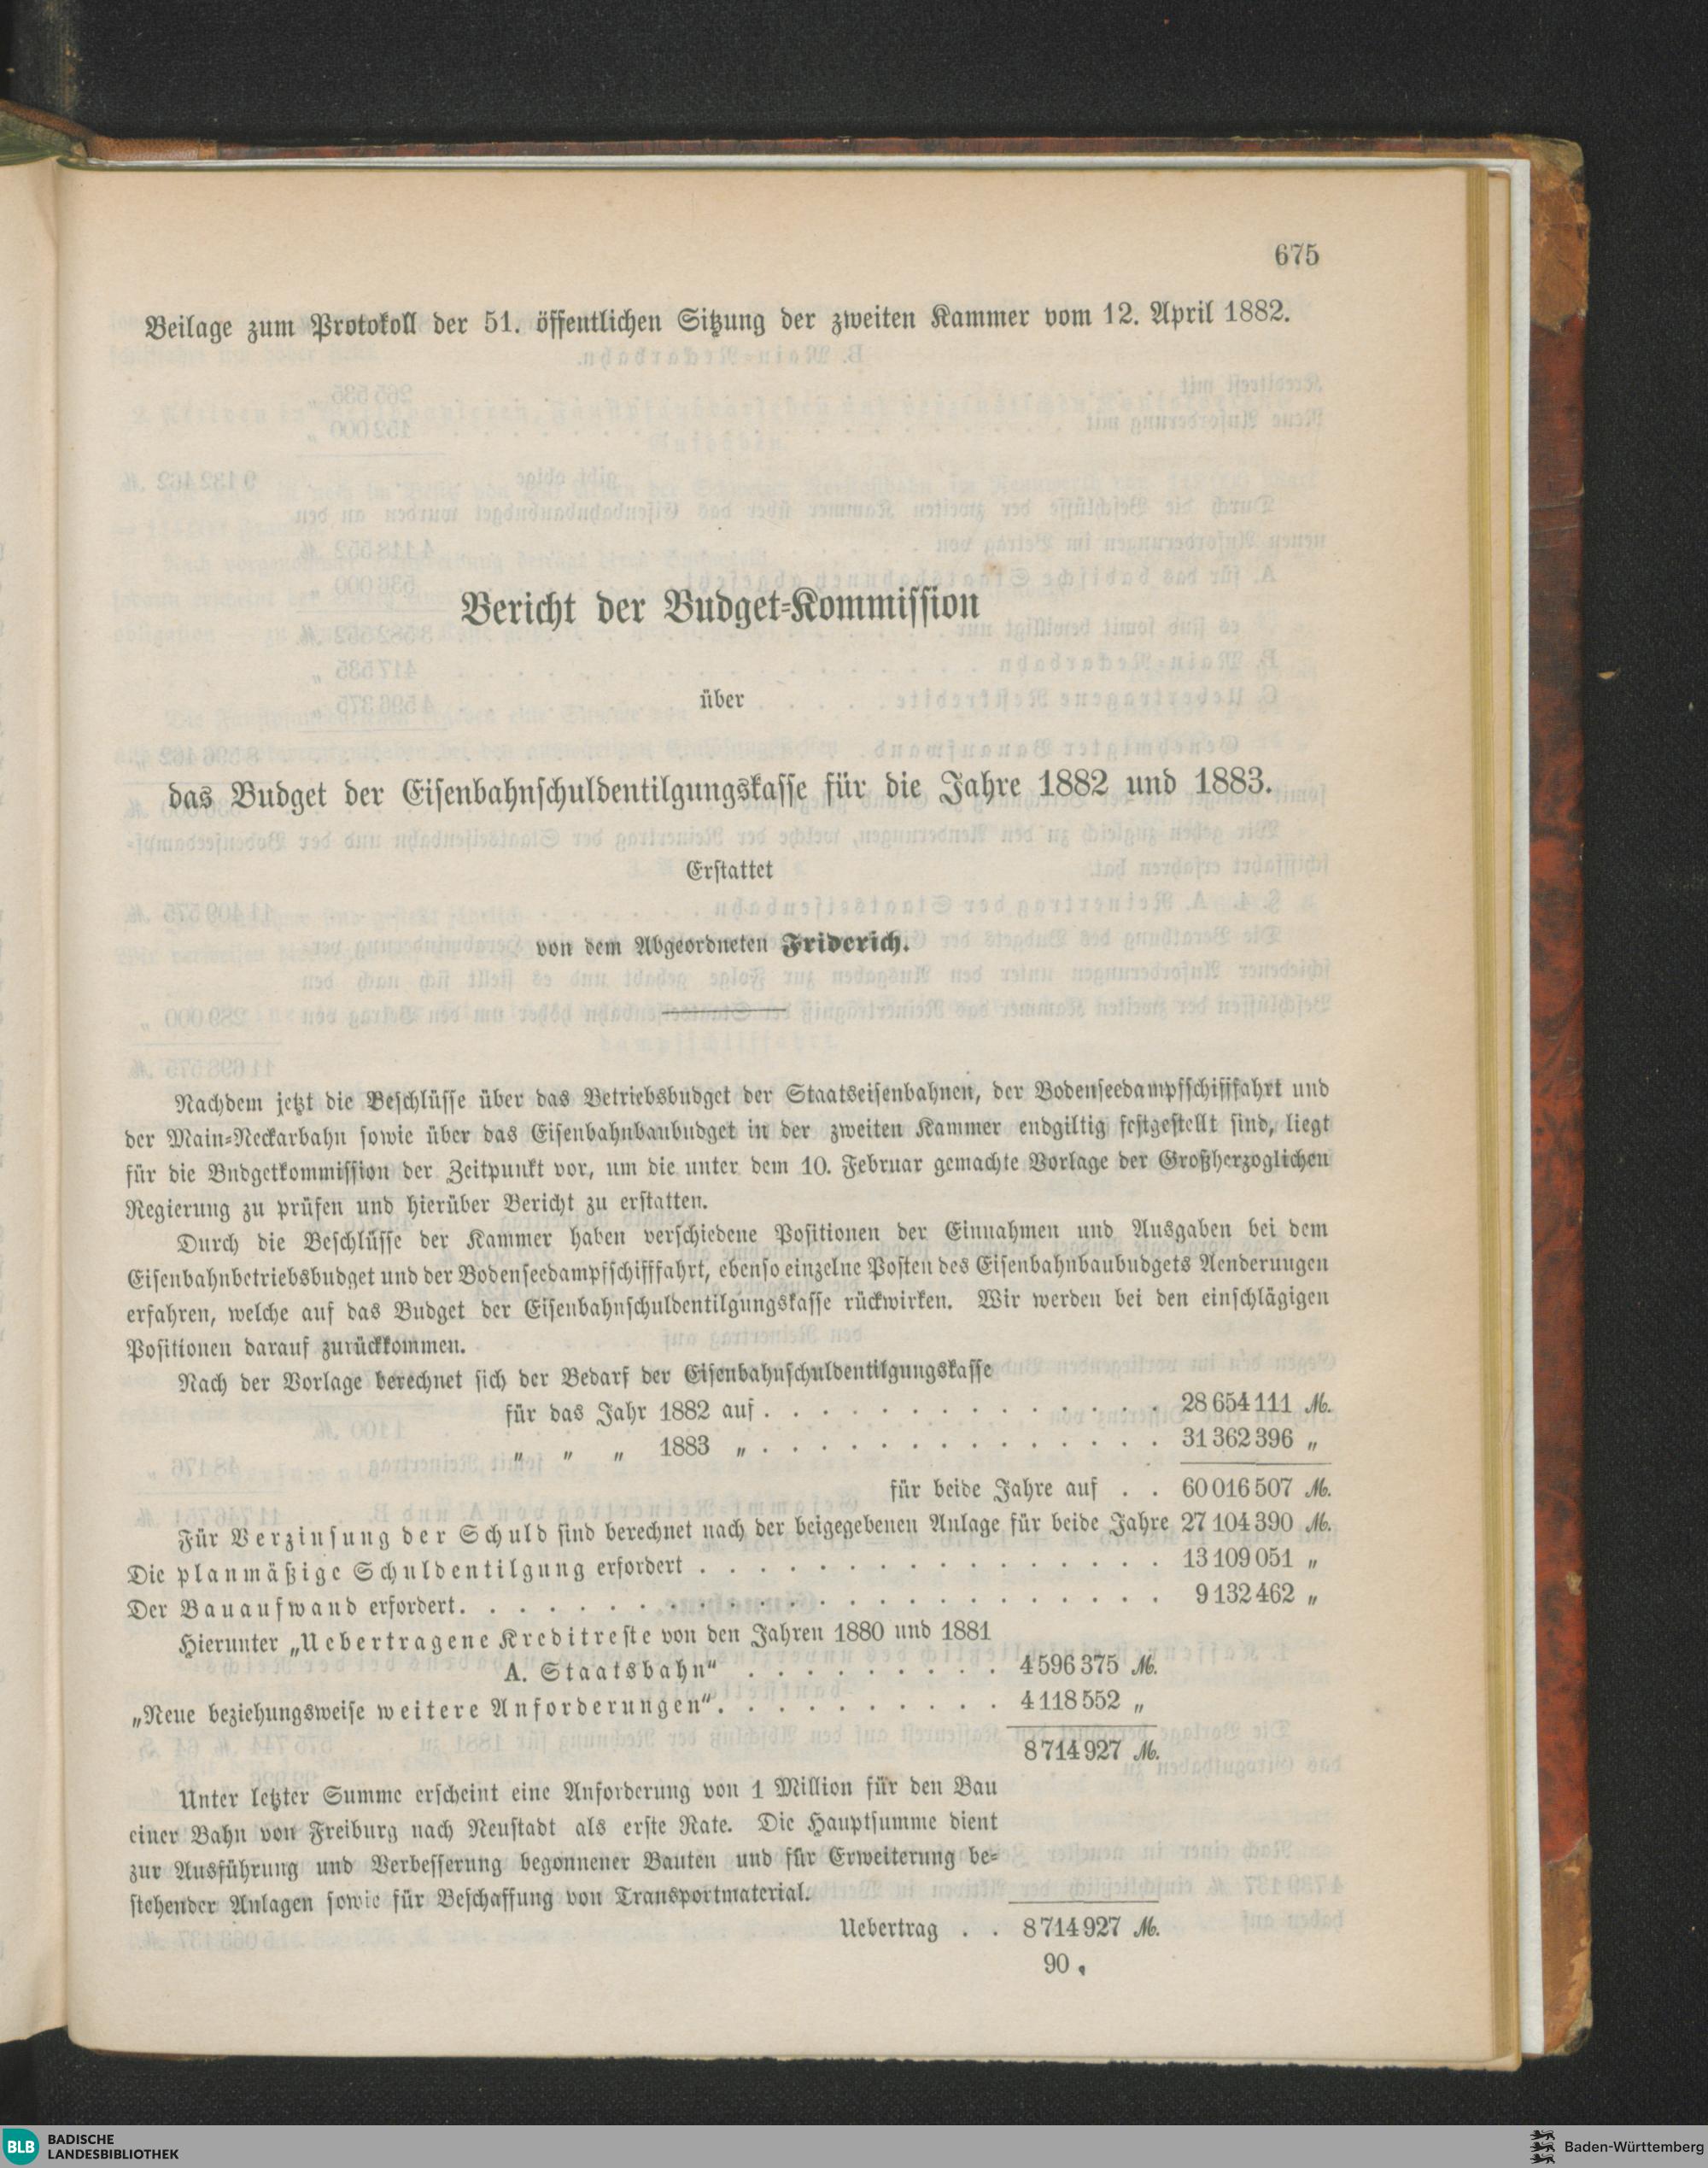 675
Beilage zum Protokoll der 51. öffentlichen Sitzung der zweiten Kammer vom 12. April 1882.
Bericht der Budget-Kommission
über
das Budget der Eisenbahnschuldentilgungskasse für die Jahre 1882 und 1883.
Erstattet
von dem Abgeordneten Friderich.
Nachdem jetzt die Beschlüsse über das Betriebsbudget der Staatseisenbahnen, der Bodenseedampfschifffahrt und
der Main-Neckarbahn sowie über das Eisenbahnbaubudget in der zweiten Kammer endgiltig festgestellt sind, liegt
für die Bndgetkommission der Zeitpunkt vor, um die unter dem 10. Februar gemachte Vorlage der Großherzoglichen
Regierung zu prüfen und hierüber Bericht zu erstatten.
Durch die Beschlüsse der Kammer haben verschiedene Positionen der Einnahmen und Ausgaben bei dem
Eisenbahnbetriebsbudget und der Bodenseedampfschifffahrt, ebenso einzelne Posten des Eisenbahnbaubudgets Aenderungen
erfahren, welche auf das Budget der Eisenbahnschuldentilgungskasse rückwirken. Wir werden bei den einschlägigen
Positionen darauf zurückkommen.
Nach der Vorlage berechnet sich der Bedarf der Eisenbahnschuldentilgungskasse
für das Jahr 1882 auf . . . . . . . . . . . . . . 28 654 111 M.
„ „ „ 1883 „ . . . . . . . . . . . . . . 31 362 396 „
für beide Jahre auf . . 60 016 507 M.
Für Verzinsung der Schuld sind berechnet nach der beigegebenen Anlage für beide Jahre 27 104 390 M.
Die planmäßige Schuldentilgung erfordert . . . . . . . . . . . . . . . . 13 109 051 „
Der Bauaufwand erfordert. . . . . . . . . . . . . . . . . . . . . . . . 9 132 462 „
Hierunter „Uebertragene Kreditreste von den Jahren 1880 und 1881
A. Staatsbahn“ . . . . . . . . . 4 596 375 M.
„Neue beziehungsweise weitere Anforderungen“. . . . . . . . . . 4 118 552 „
8 714 927 M.
Unter letzter Summe erscheint eine Anforderung von 1 Million für den Bau
einer Bahn von Freiburg nach Neustadt als erste Rate. Die Hauptsumme dient
zur Ausführung und Verbesserung begonnener Bauten und für Erweiterung be-
stehender Anlagen sowie für Beschaffung von Transportmaterial.
Uebertrag . . 8 714 927 M.
90.
BLB BADISCHE
LANDESBIBLIOTHEK
Baden-Württemberg